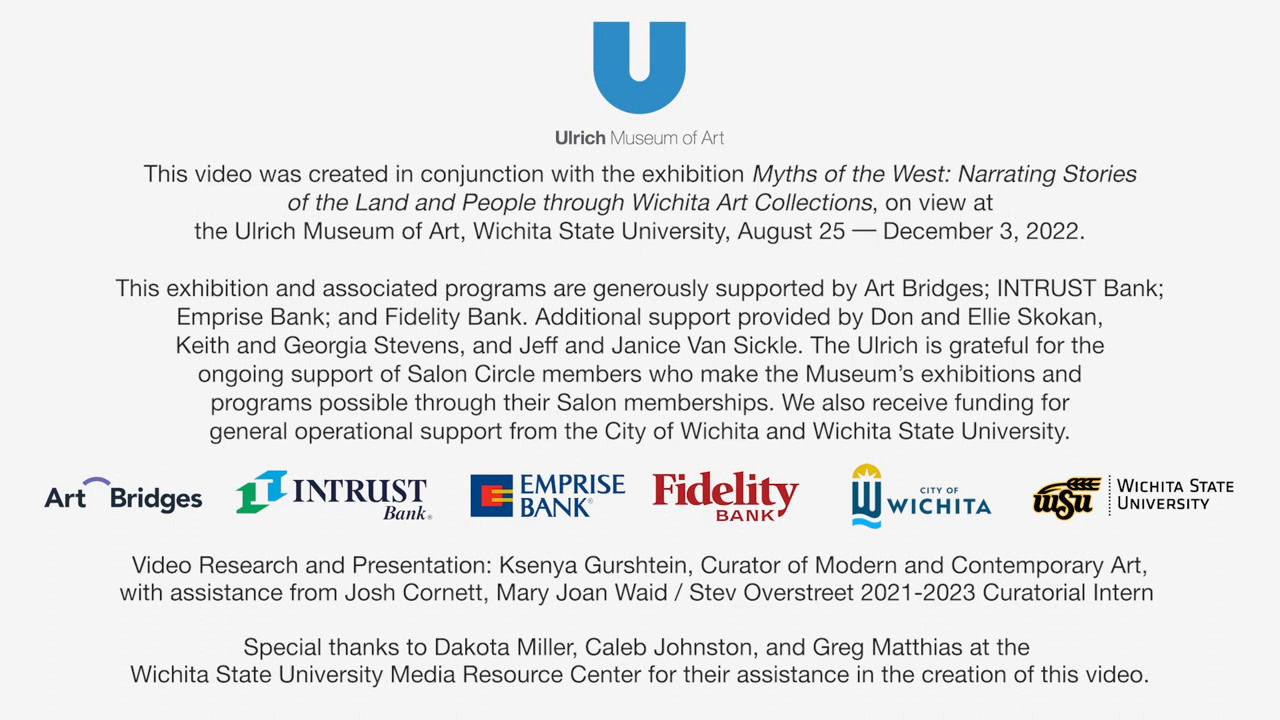 U
Ulrich Museum of Art
This video was created in conjunction with the exhibition Myths of the West: Narrating Stories
of the Land and People through Wichita Art Collections, on view at
the Ulrich Museum of Art, Wichita State University, August 25 — December 3, 2022.
This exhibition and associated programs are generously supported by Art Bridges; INTRUST Bank;
Emprise Bank; and Fidelity Bank. Additional support provided by Don and Ellie Skokan,
Keith and Georgia Stevens, and Jeff and Janice Van Sickle. The Ulrich is grateful for the
ongoing support of Salon Circle members who make the Museum’s exhibitions and
programs possible through their Salon memberships. We also receive funding for
general operational support from the City of Wichita and Wichita State University.
Art Bridges
INTRUST
Bank®
EMPRISE
BANK®
Fidelity
BANK
CITY OF
WICHITA
WSU
WICHITA STATE
UNIVERSITY
Video Research and Presentation: Ksenya Gurshtein, Curator of Modern and Contemporary Art,
with assistance from Josh Cornett, Mary Joan Waid / Stev Overstreet 2021-2023 Curatorial Intern
Special thanks to Dakota Miller, Caleb Johnston, and Greg Matthias at the
Wichita State University Media Resource Center for their assistance in the creation of this video.